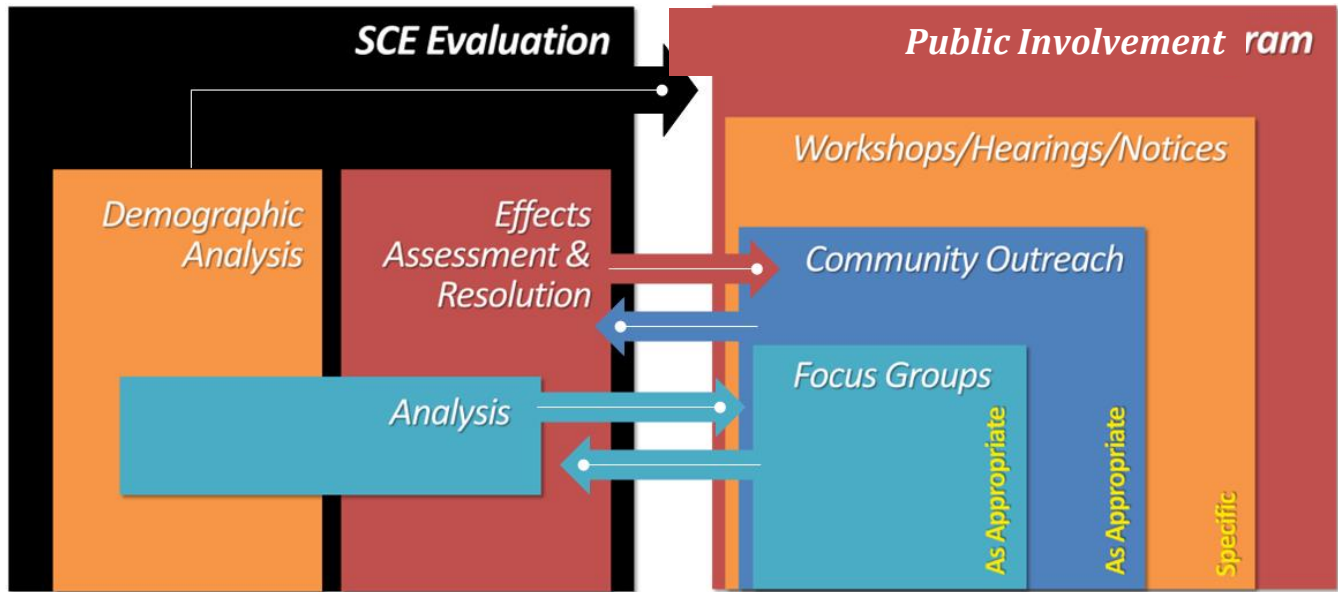 SCE Evaluation
Public Involvement ram
Workshops/Hearings/Notices
Demographic
Analysis
Effects
Assessment &
Resolution
Community Outreach
Analysis
Focus Groups
As Appropriate
As Appropriate
Specific